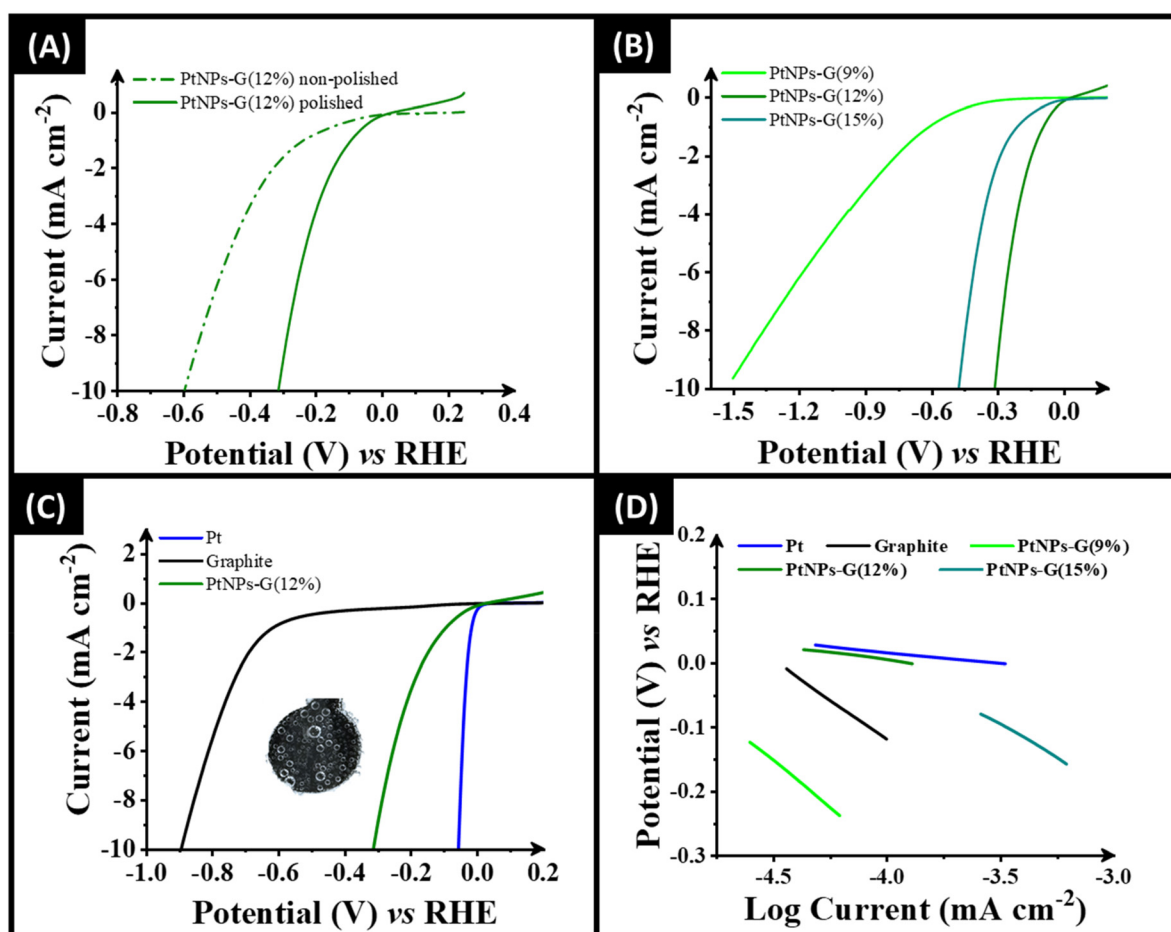 (A)
PtNPs-G(12%) non-polished
PtNPs-G(12%) polished
0
-2
-4
-6
-8
-10
-0.8 -0.6 -0.4 -0.2 0.0 0.2 0.4
Current (mA cm-2)
Potential (V) vs RHE
(B)
PtNPs-G(9%)
PtNPs-G(12%)
PtNPs-G(15%)
0
-2
-4
-6
-8
-10
-1.5 -1.2 -0.9 -0.6 -0.3 0.0
Current (mA cm-2)
Potential (V) vs RHE
(C)
Pt
Graphite
PtNPs-G(12%)
2
0
-2
-4
-6
-8
-10
-1.0 -0.8 -0.6 -0.4 -0.2 0.0 0.2
Current (mA cm-2)
Potential (V) vs RHE
(D)
Pt Graphite PtNPs-G(9%)
PtNPs-G(12%) PtNPs-G(15%)
0.2
0.1
0.0
-0.1
-0.2
-0.3
-4.5 -4.0 -3.5 -3.0
Potential (V) vs RHE
Log Current (mA cm-2)